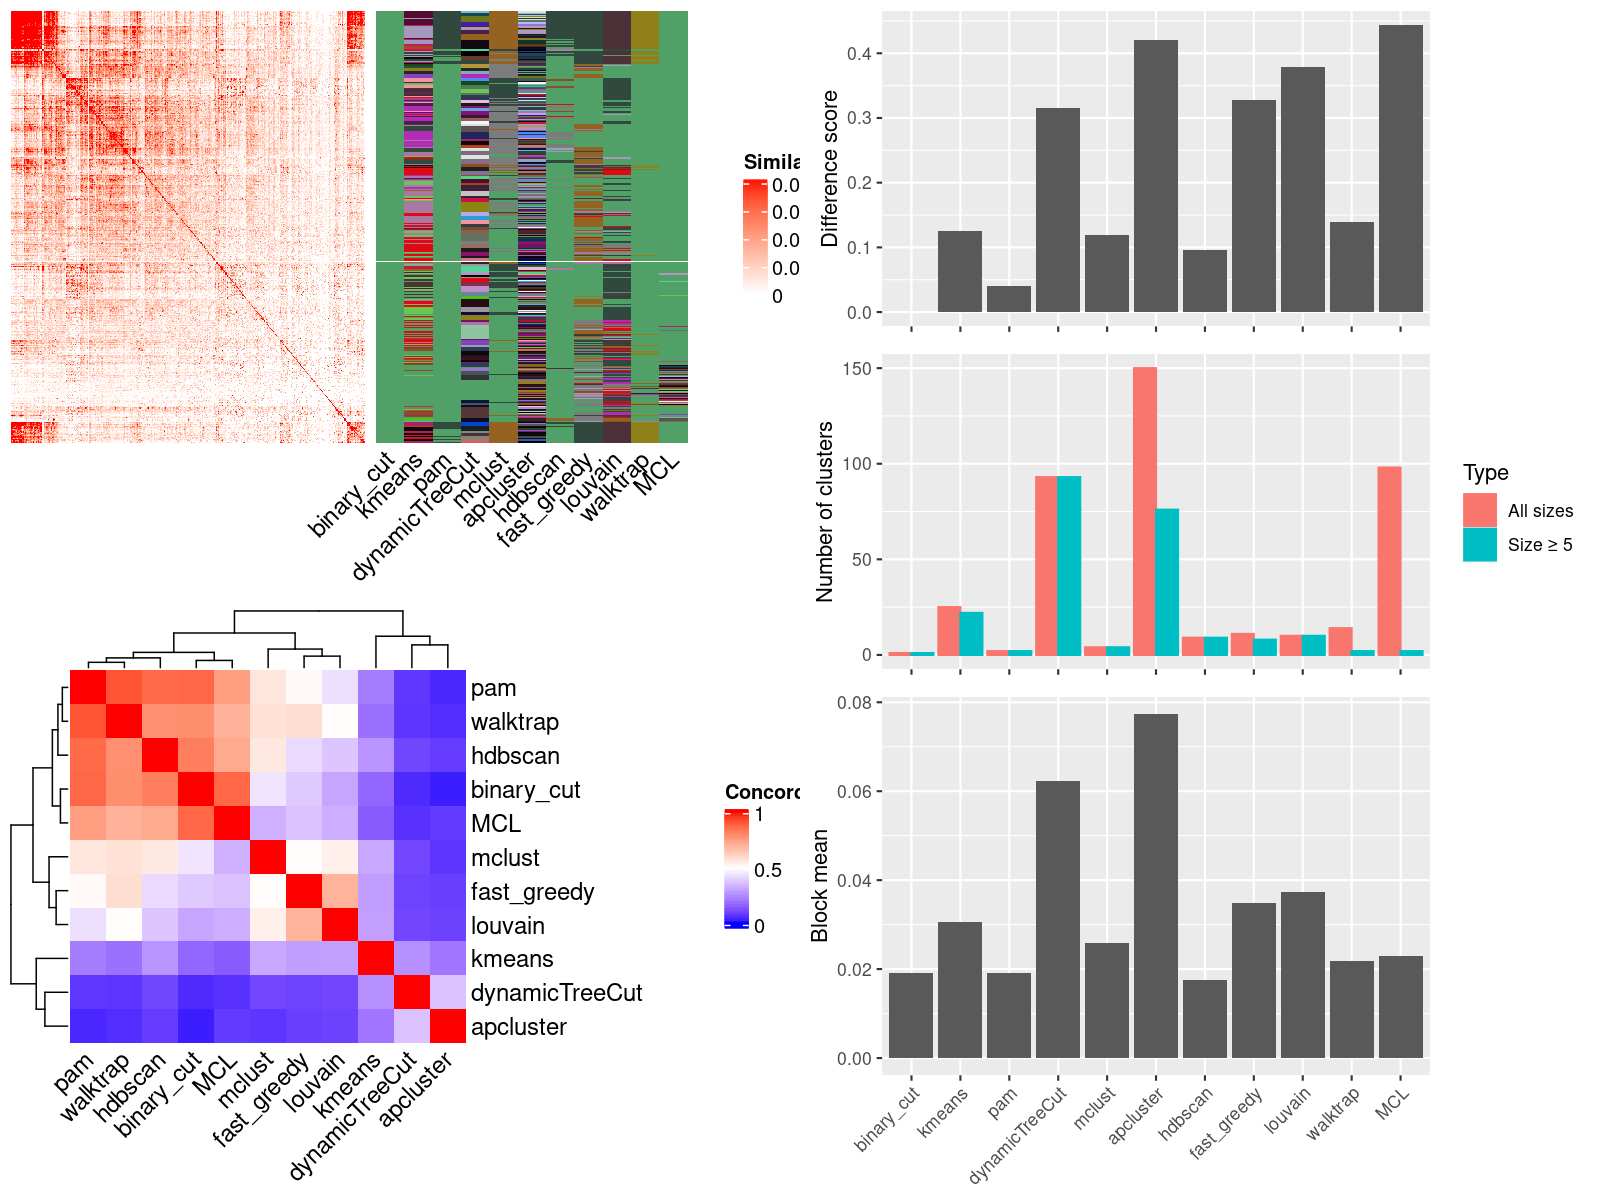 Simila
0.0
0.0
0.0
0.0
0
binary_cut
kmeans
pam
dynamicTreeCut
mclust
apcluster
hdbscan
fast_greedy
louvain
walktrap
MCL
pam
walktrap
hdbscan
binary_cut
MCL
mclust
fast_greedy
louvain
kmeans
dynamicTreeCut
apcluster
pam
walktrap
hdbscan
binary_cut
MCL
mclust
fast_greedy
louvain
kmeans
dynamicTreeCut
apcluster
Concord
1
0.5
0
Difference score
0.4
0.3
0.2
0.1
0.0
Number of clusters
150
100
50
0
Type
All sizes
Size ≥ 5
Block mean
0.08
0.06
0.04
0.02
0.00
binary_cut
kmeans
pam
dynamicTreeCut
mclust
apcluster
hdbscan
fast_greedy
louvain
walktrap
MCL